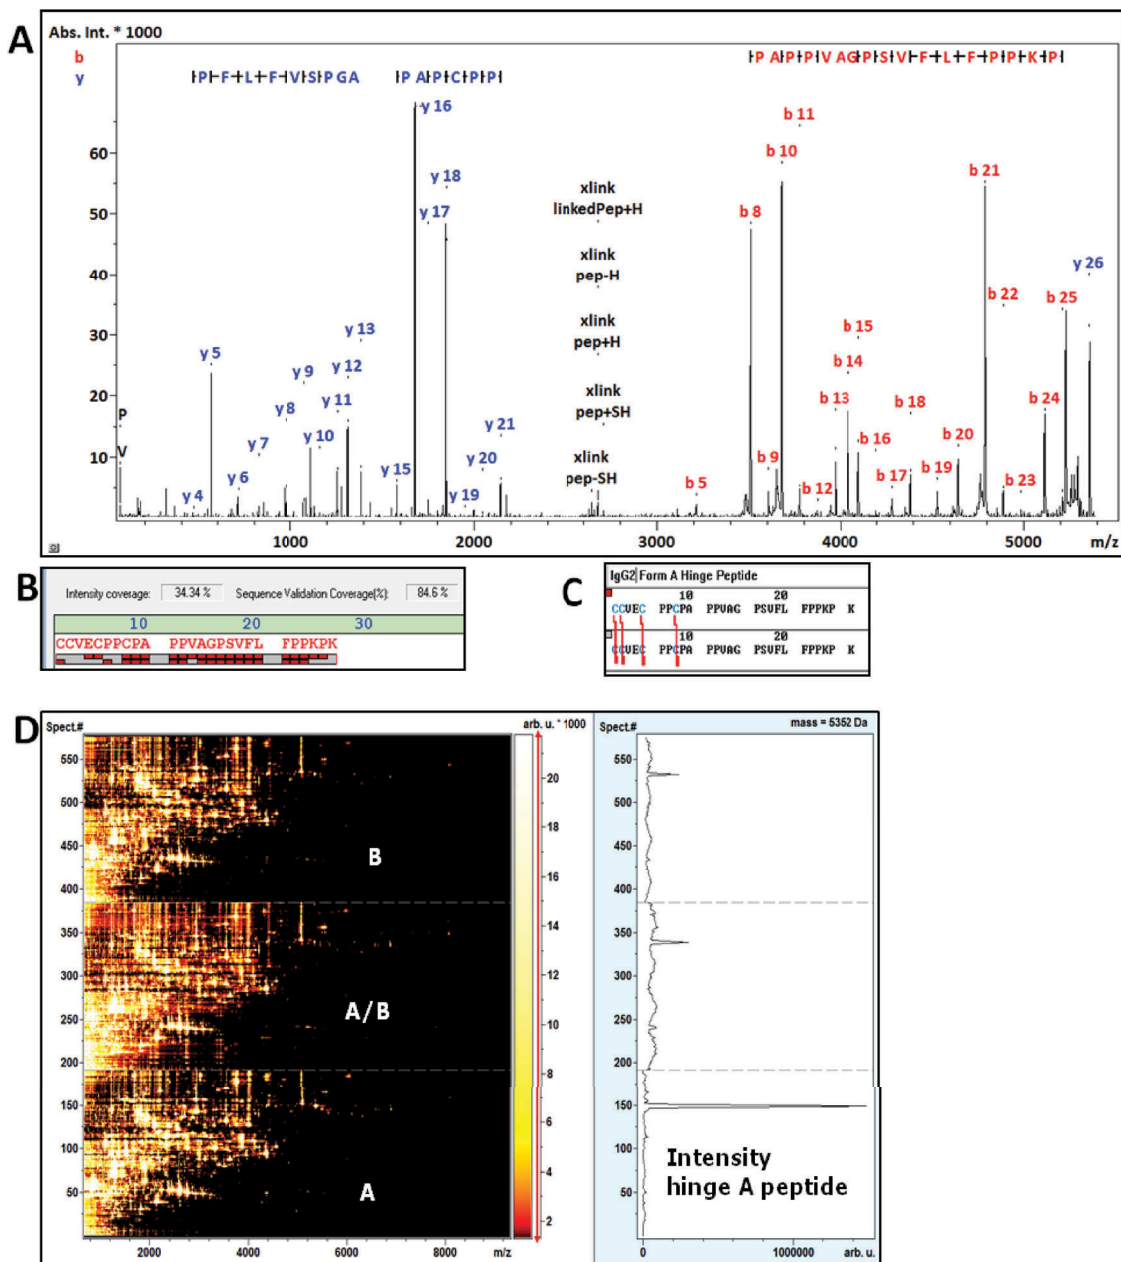 A
Abs. Int. * 1000
b
y
P F L F V S P G A
P A P C P P
P A P P V A G P S V F L F P P K P
60
50
40
30
20
10
P
V
y 4
y 5
y 6
y 7
y 8
y 9
y 10
y 11
y 12
y 13
y 15
y 16
y 17
y 18
y 19
y 20
y 21
xlink
linkedPep+H
xlink
pep-H
xlink
pep+H
xlink
pep+SH
xlink
pep-SH
b 5
b 8
b 9
b 10
b 11
b 12
b 13
b 14
b 15
b 16
b 17
b 18
b 19
b 20
b 21
b 22
b 23
b 24
b 25
y 26
1000 2000 3000 4000 5000 m/z
B
Intensity coverage: 34.34 % Sequence Validation Coverage(%): 84.6 %
10 20 30
CCVECPPCPA PPVAGPSVFL FPPKPK
C
IgG2 Form A Hinge Peptide
10 20
CCVEC PPCPA PPVAG PSVFL FPPKP K
10 20
CCVEC PPCPA PPVAG PSVFL FPPKP K
D
Spect.# arb. u. * 1000
550
500
450
400
350
300
250
200
150
100
50
B
A/B
A
2000 4000 6000 8000 m/z
20
18
16
14
12
10
8
6
4
2
Spect.# mass = 5352 Da
550
500
450
400
350
300
250
200
150
100
50
Intensity
hinge A peptide
0 1000000 arb. u.